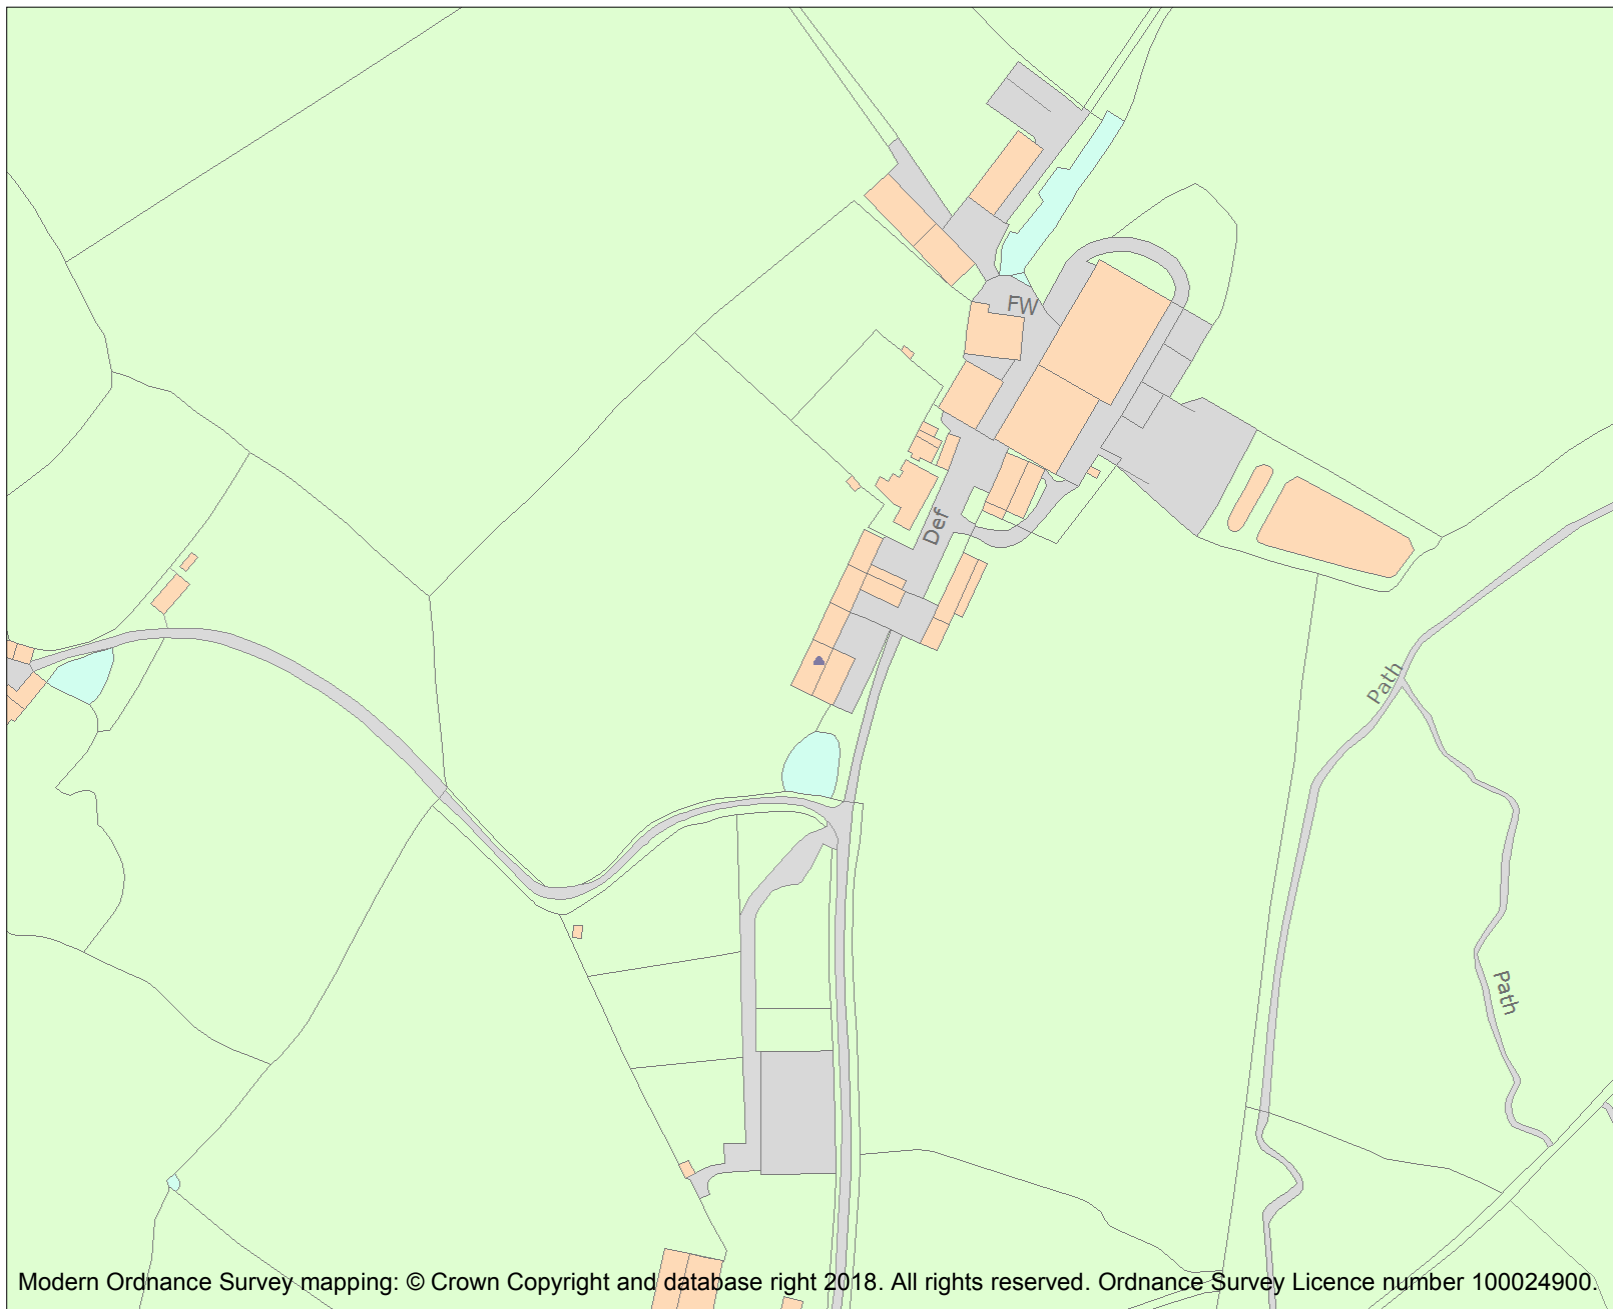 FW
Def
Path
Path
Modern Ordnance Survey mapping: © Crown Copyright and database right 2018. All rights reserved. Ordnance Survey Licence number 100024900.